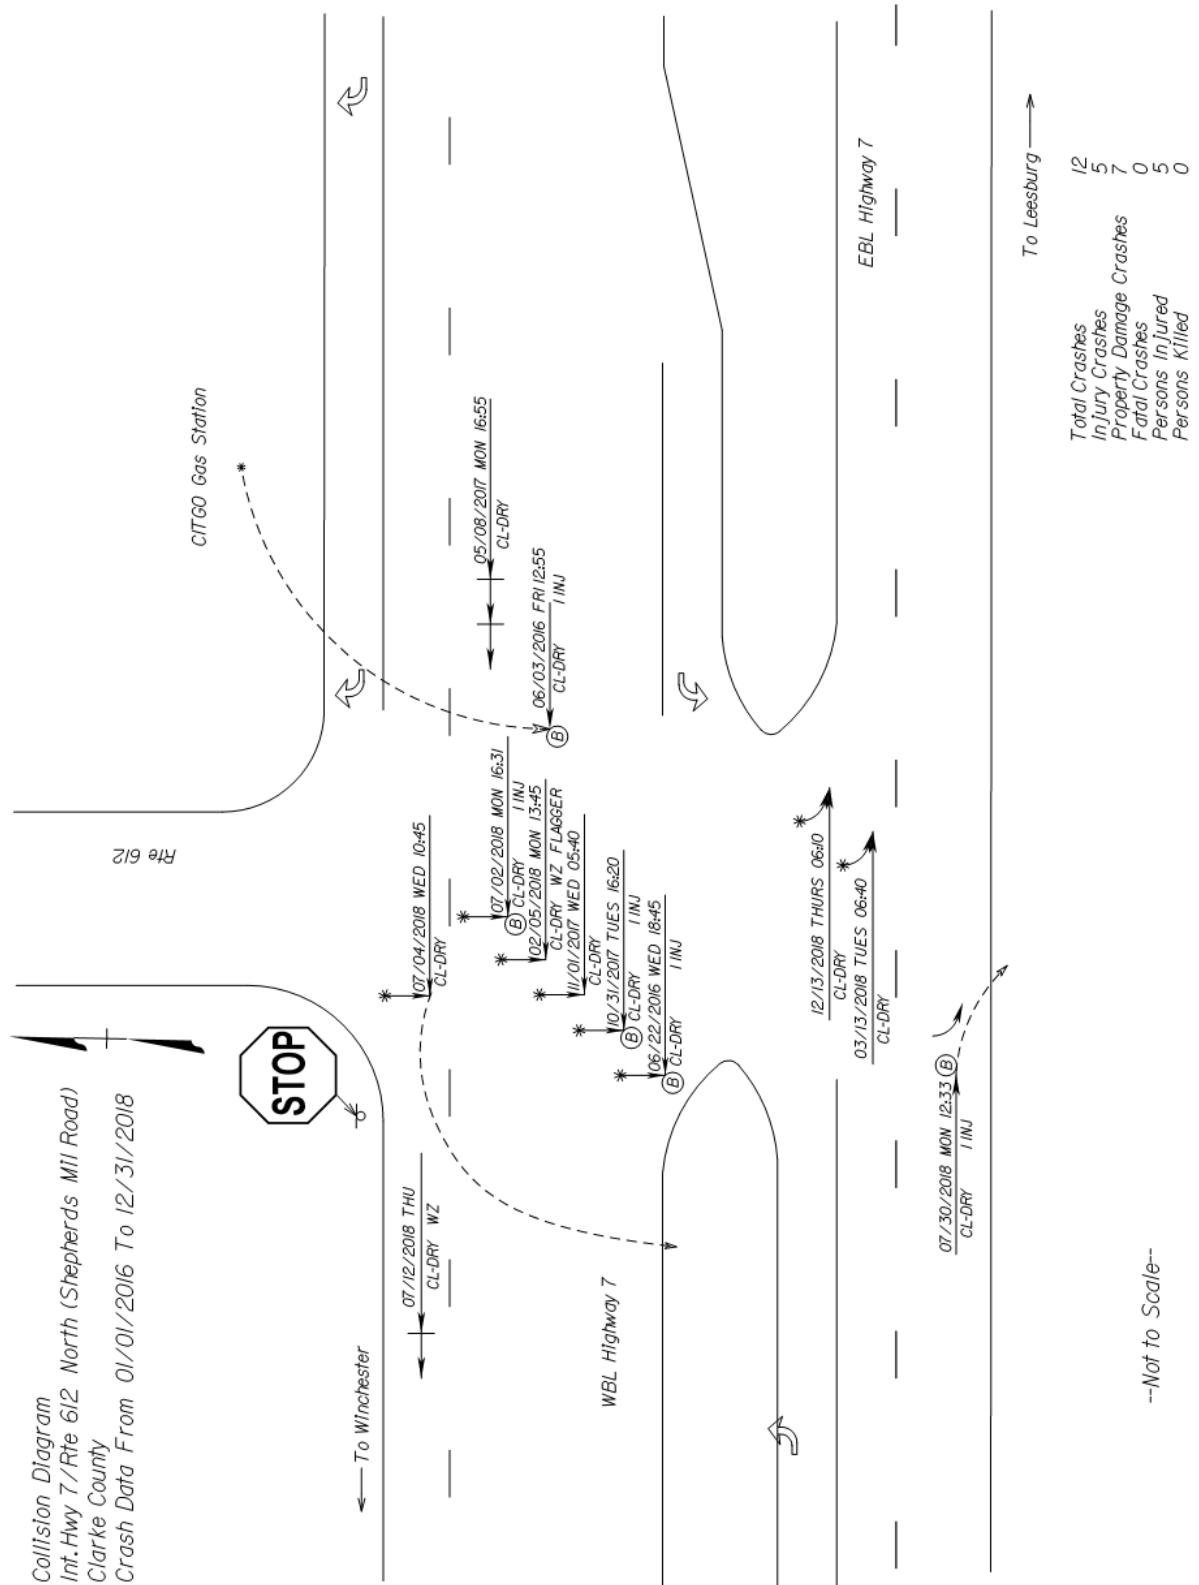 Collision Diagram
Int.Hwy 7/Rte 612 North (Shepherds Mil Road)
Clarke County
Crash Data From 01/01/2016 To 12/31/2018
STOP
Rte 612
CITGO Gas Station
← To Winchester
07/12/2018 THU
CL-DRY WZ
07/04/2018 WED 10:45
CL-DRY
07/02/2018 MON 16:31
B CL-DRY 1 INJ
02/05/2018 MON 13:45
CL-DRY WZ FLAGGER
11/01/2017 WED 05:40
CL-DRY
10/31/2017 TUES 16:20
B CL-DRY 1 INJ
06/22/2016 WED 18:45
B CL-DRY 1 INJ
05/08/2017 MON 16:55
CL-DRY
06/03/2016 FRI 12:55
B CL-DRY 1 INJ
WBL Highway 7
12/13/2018 THURS 06:10
CL-DRY
03/13/2018 TUES 06:40
CL-DRY
EBL Highway 7
07/30/2018 MON 12:33 B
CL-DRY 1 INJ
To Leesburg →
--Not to Scale--
Total Crashes 12
Injury Crashes 5
Property Damage Crashes 7
Fatal Crashes 0
Persons Injured 5
Persons Killed 0